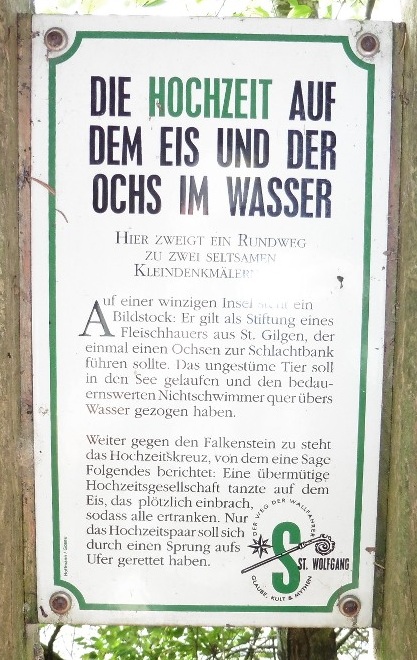 DIE HOCHZEIT AUF
DEM EIS UND DER
OCHS IM WASSER
HIER ZWEIGT EIN RUNDWEG
ZU ZWEI SELTSAMEN
KLEINDENKMÄLERN
Auf einer winzigen Insel steht ein
Bildstock: Er gilt als Stiftung eines
Fleischhauers aus St. Gilgen, der
einmal einen Ochsen zur Schlachtbank
führen sollte. Das ungestüme Tier soll
in den See gelaufen und den bedau-
ernswerten Nichtschwimmer quer übers
Wasser gezogen haben.
Weiter gegen den Falkenstein zu steht
das Hochzeitskreuz, von dem eine Sage
Folgendes berichtet: Eine übermütige
Hochzeitsgesellschaft tanzte auf dem
Eis, das plötzlich einbrach,
sodass alle ertranken. Nur
das Hochzeitspaar soll sich
durch einen Sprung aufs
Ufer gerettet haben.
DER WEG DER WALLFAHRER
S
ST. WOLFGANG
GLAUBE, KULT & MYTHEN